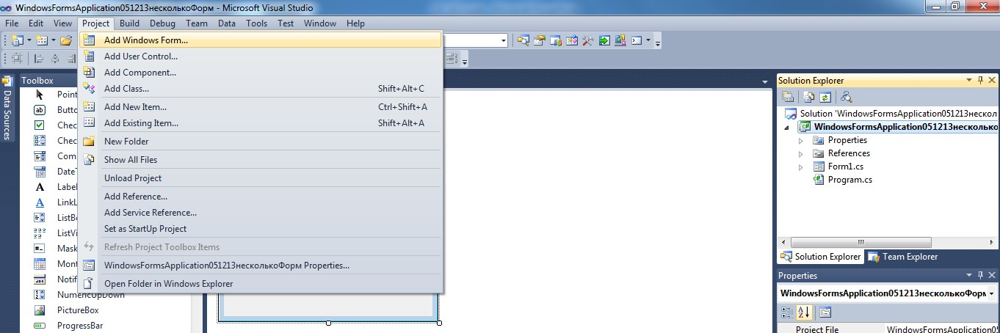 WindowsFormsApplication051213несколькоФорм - Microsoft Visual Studio
File Edit View Project Build Debug Team Data Tools Test Window Help
Add Windows Form...
Add User Control...
Add Component...
Add Class... Shift+Alt+C
Add New Item... Ctrl+Shift+A
Add Existing Item... Shift+Alt+A
New Folder
Show All Files
Unload Project
Add Reference...
Add Service Reference...
Set as StartUp Project
Refresh Project Toolbox Items
WindowsFormsApplication051213несколькоФорм Properties...
Open Folder in Windows Explorer
Data Sources
Toolbox
Point
Butto
Chec
Chec
Com
DateT
Label
LinkL
ListBo
ListVi
Mask
Mont
Notif
NumericUpDown
PictureBox
ProgressBar
Solution Explorer
Solution 'WindowsFormsApplication051213нескол
WindowsFormsApplication051213несколько
Properties
References
Form1.cs
Program.cs
Solution Explorer Team Explorer
Properties
WindowsFormsApplication051213несколькоФорм
Project File WindowsFormsApplication05